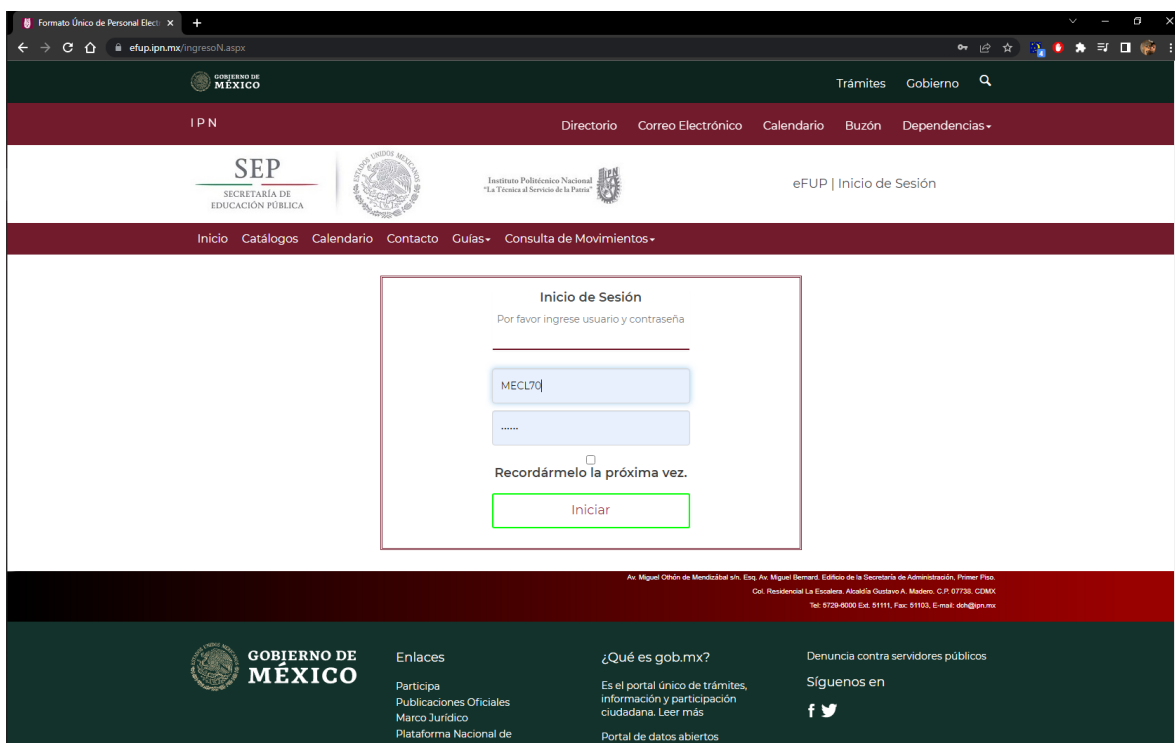 Formato Único de Personal Elect
efup.ipn.mx/ingresoN.aspx
GOBIERNO DE
MÉXICO
Trámites Gobierno
IPN
Directorio Correo Electrónico Calendario Buzón Dependencias
SEP
SECRETARÍA DE
EDUCACIÓN PÚBLICA
ESTADOS UNIDOS MEXICANOS
Instituto Politécnico Nacional
"La Técnica al Servicio de la Patria"
IPN
eFUP | Inicio de Sesión
Inicio Catálogos Calendario Contacto Guías Consulta de Movimientos
Inicio de Sesión
Por favor ingrese usuario y contraseña
MECL70
......
Recordármelo la próxima vez.
Iniciar
Av. Miguel Othón de Mendizábal s/n. Esq. Av. Miguel Bernard. Edificio de la Secretaría de Administración, Primer Piso.
Col. Residencial La Escalera. Alcaldía Gustavo A. Madero. C.P. 07738. CDMX
Tel: 5729-6000 Ext. 51111, Fax: 51103, E-mail: dch@ipn.mx
GOBIERNO DE
MÉXICO
Enlaces
Participa
Publicaciones Oficiales
Marco Jurídico
Plataforma Nacional de
¿Qué es gob.mx?
Es el portal único de trámites,
información y participación
ciudadana. Leer más
Portal de datos abiertos
Denuncia contra servidores públicos
Síguenos en